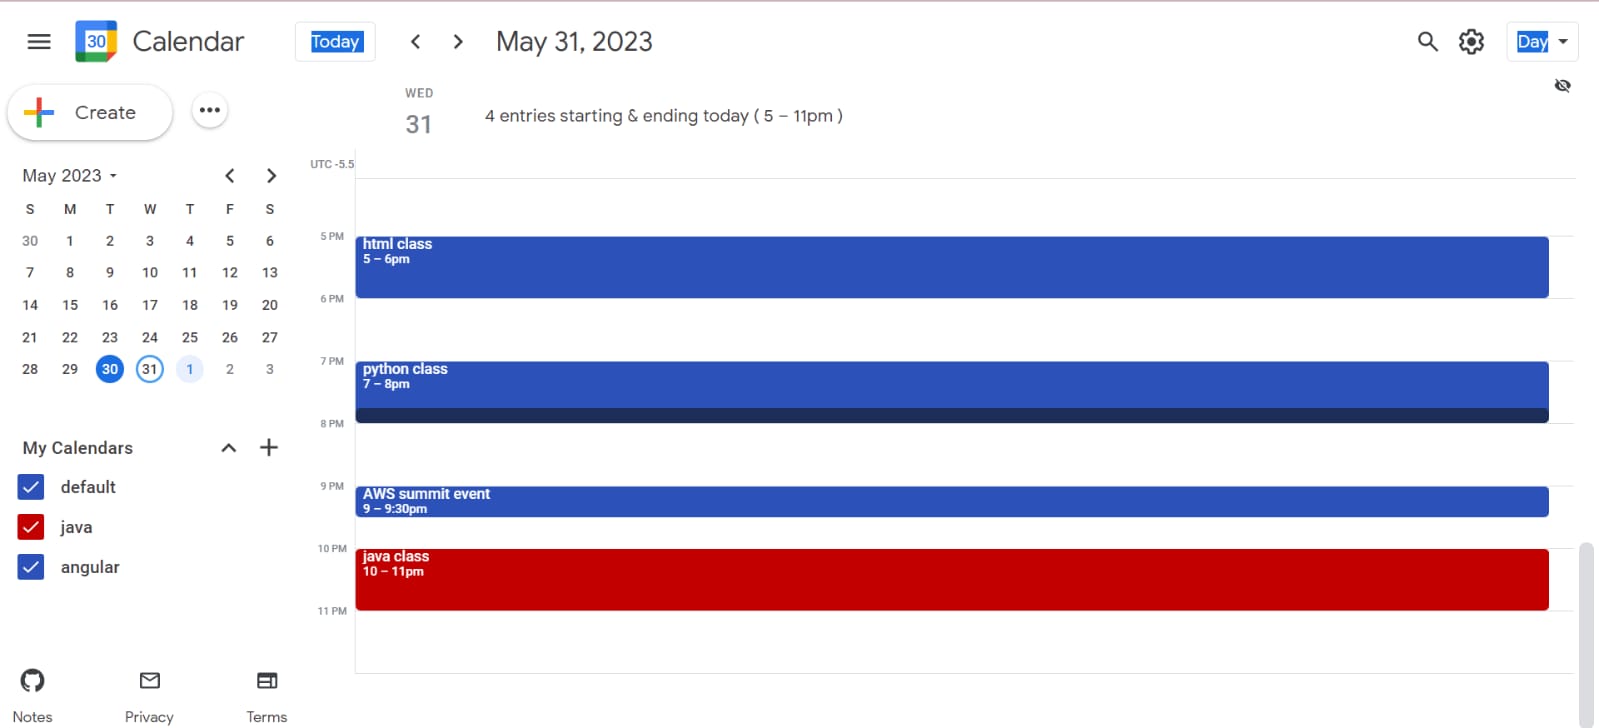 30 Calendar Today May 31, 2023 Day
Create
WED
31
4 entries starting & ending today ( 5 – 11pm )
UTC -5.5
May 2023
S M T W T F S
30 1 2 3 4 5 6
7 8 9 10 11 12 13
14 15 16 17 18 19 20
21 22 23 24 25 26 27
28 29 30 31 1 2 3
My Calendars
default
java
angular
Notes Privacy Terms
5 PM
html class
5 – 6pm
6 PM
7 PM
python class
7 – 8pm
8 PM
9 PM
AWS summit event
9 – 9:30pm
10 PM
java class
10 – 11pm
11 PM